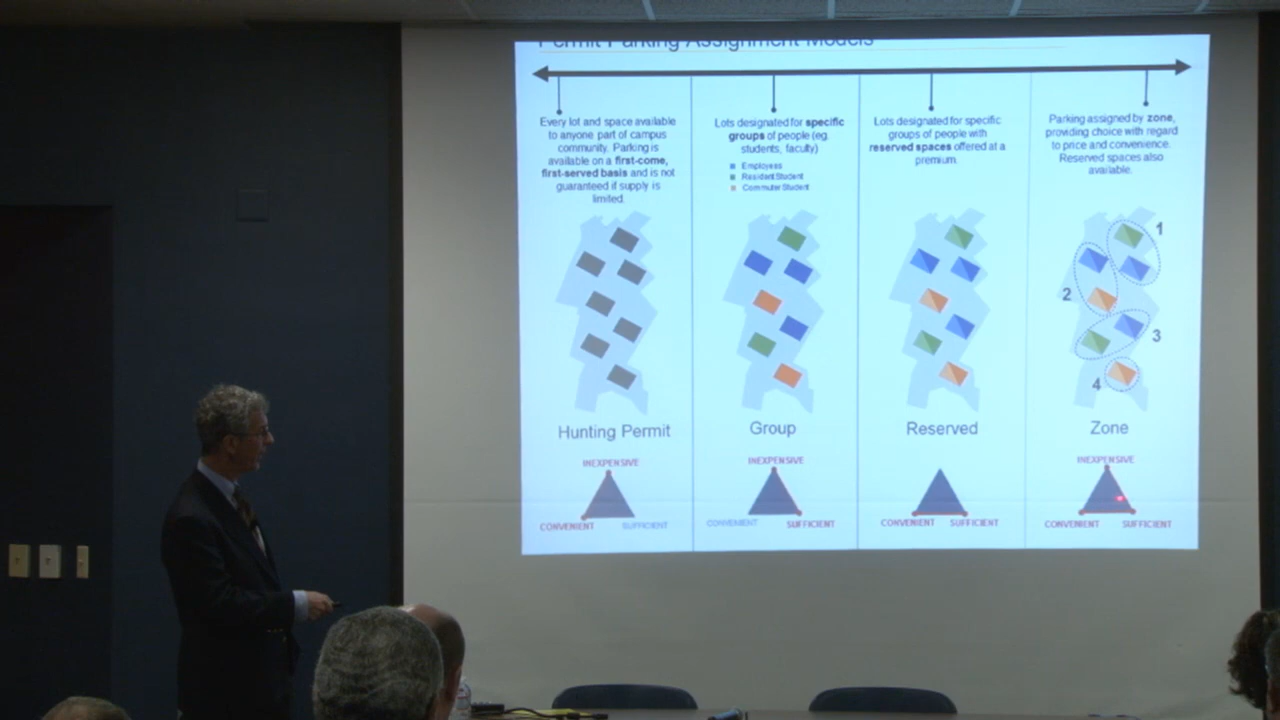 Permit Parking Assignment Models
Every lot and space available
to anyone part of campus
community. Parking is
available on a first-come,
first-served basis and is not
guaranteed if supply is
limited.
Lots designated for specific
groups of people (eg.
students, faculty)
Employees
Resident Student
Commuter Student
Lots designated for specific
groups of people with
reserved spaces offered at a
premium.
Parking assigned by zone,
providing choice with regard
to price and convenience.
Reserved spaces also
available.
1
2
3
4
Hunting Permit
Group
Reserved
Zone
INEXPENSIVE
CONVENIENT SUFFICIENT
INEXPENSIVE
CONVENIENT SUFFICIENT
CONVENIENT SUFFICIENT
INEXPENSIVE
CONVENIENT SUFFICIENT